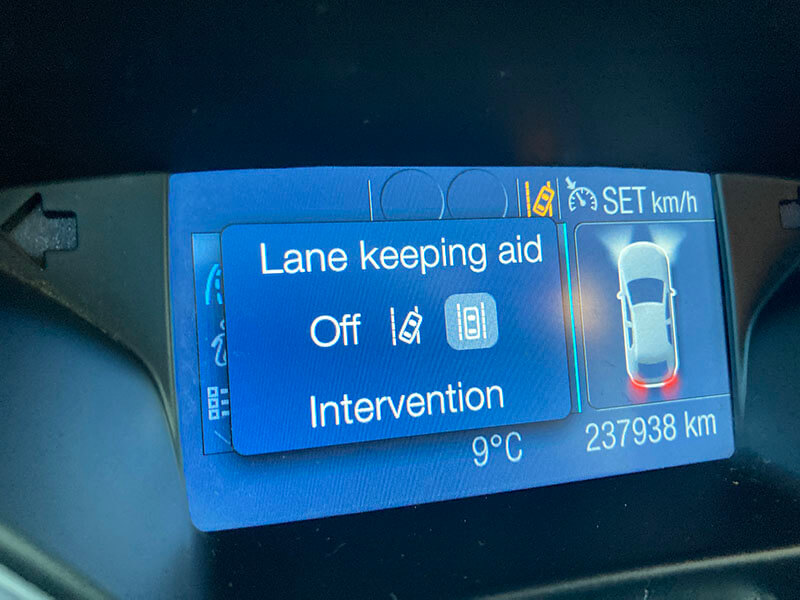 SET km/h
Lane keeping aid
Off
Intervention
9°C
237938 km